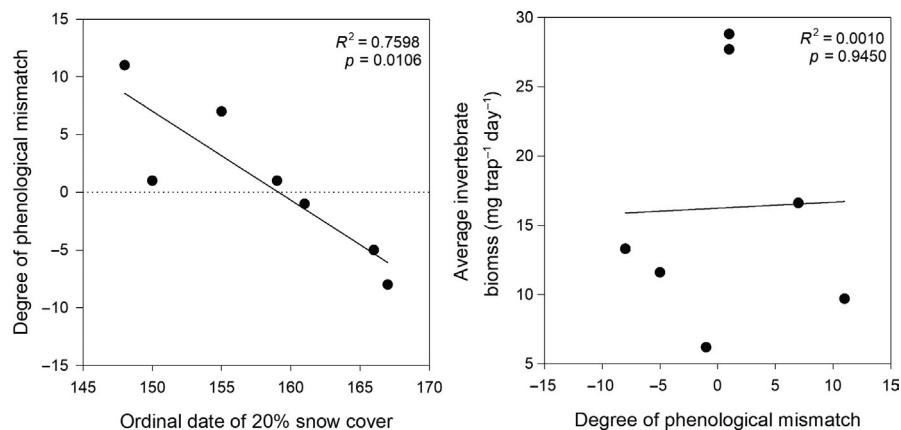 15
10
5
0
−5
−10
−15
145
150
155
160
165
170
R² = 0.7598
p = 0.0106
Degree of phenological mismatch
Ordinal date of 20% snow cover
30
25
20
15
10
5
−15
−10
−5
0
5
10
15
R² = 0.0010
p = 0.9450
Average invertebrate
biomss (mg trap⁻¹ day⁻¹)
Degree of phenological mismatch